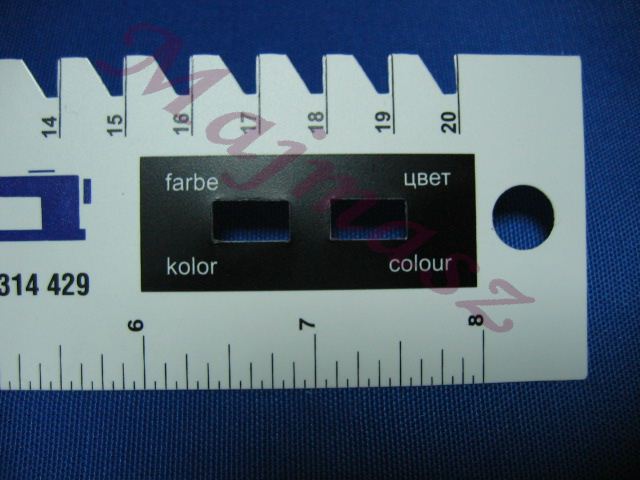 14 15 16 17 18 19 20
farbe цвет
kolor colour
314 429
6 7 8
Majmasz